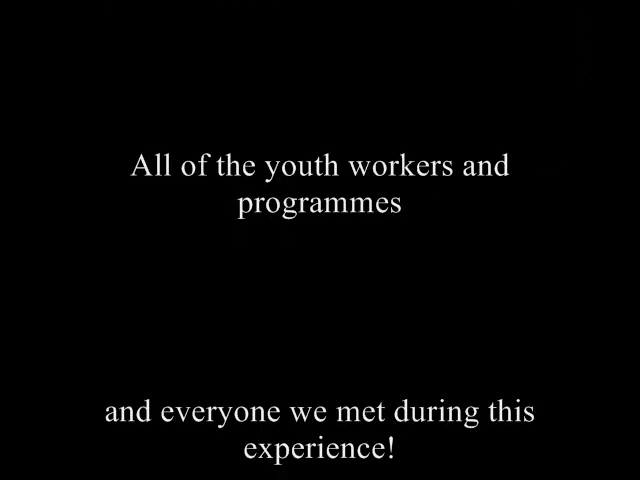 All of the youth workers and
programmes
and everyone we met during this
experience!